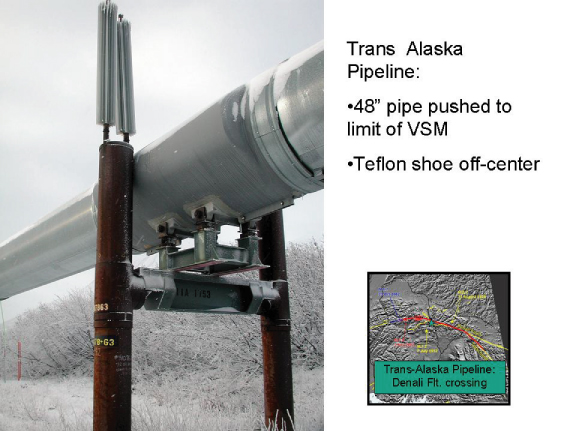 Trans Alaska
Pipeline:
•48” pipe pushed to
limit of VSM
•Teflon shoe off-center
Trans-Alaska Pipeline:
Denali Flt. crossing